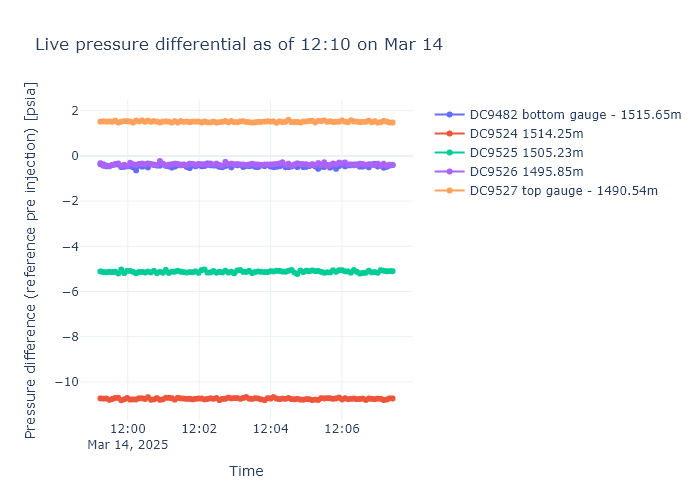 Live pressure differential as of 12:10 on Mar 14
Pressure difference (reference pre injection) [psia]
2
0
−2
−4
−6
−8
−10
12:00
Mar 14, 2025
12:02
12:04
12:06
Time
DC9482 bottom gauge - 1515.65m
DC9524 1514.25m
DC9525 1505.23m
DC9526 1495.85m
DC9527 top gauge - 1490.54m